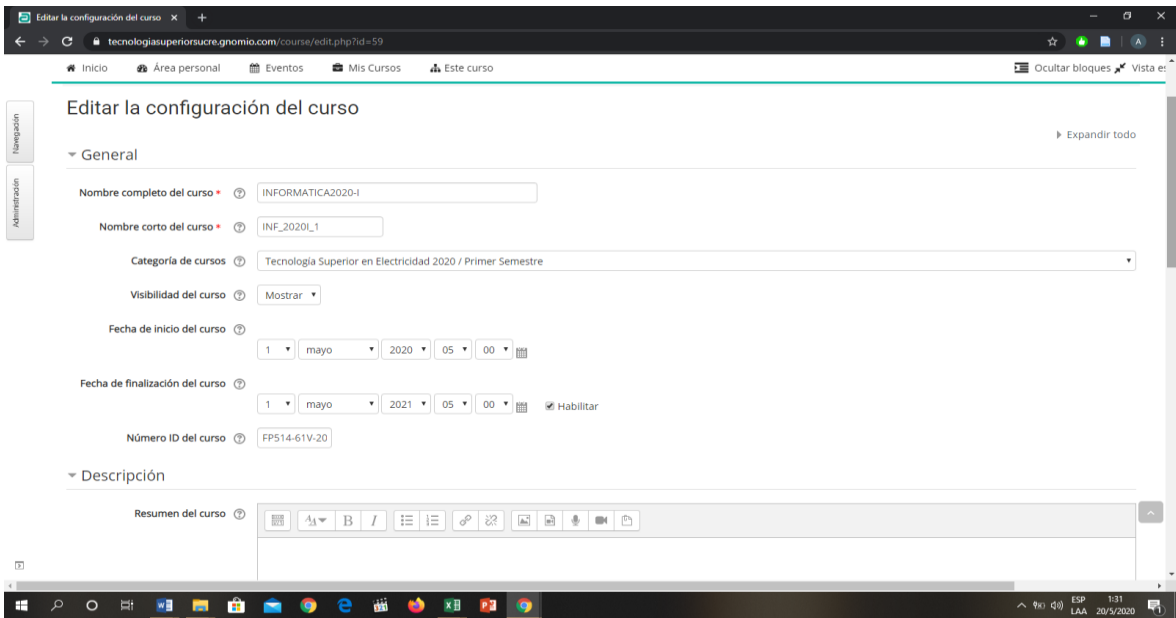 Editar la configuración del curso
tecnologiasuperiorsucre.gnomio.com/course/edit.php?id=59
A
Inicio Área personal Eventos Mis Cursos Este curso Ocultar bloques Vista es
Navegación
Administración
Editar la configuración del curso
Expandir todo
General
Nombre completo del curso * INFORMATICA2020-I
Nombre corto del curso * INF_2020I_1
Categoría de cursos Tecnología Superior en Electricidad 2020 / Primer Semestre
Visibilidad del curso Mostrar
Fecha de inicio del curso
1 mayo 2020 05 00
Fecha de finalización del curso
1 mayo 2021 05 00 Habilitar
Número ID del curso FP514-61V-20
Descripción
Resumen del curso B I
ESP 1:31
LAA 20/5/2020